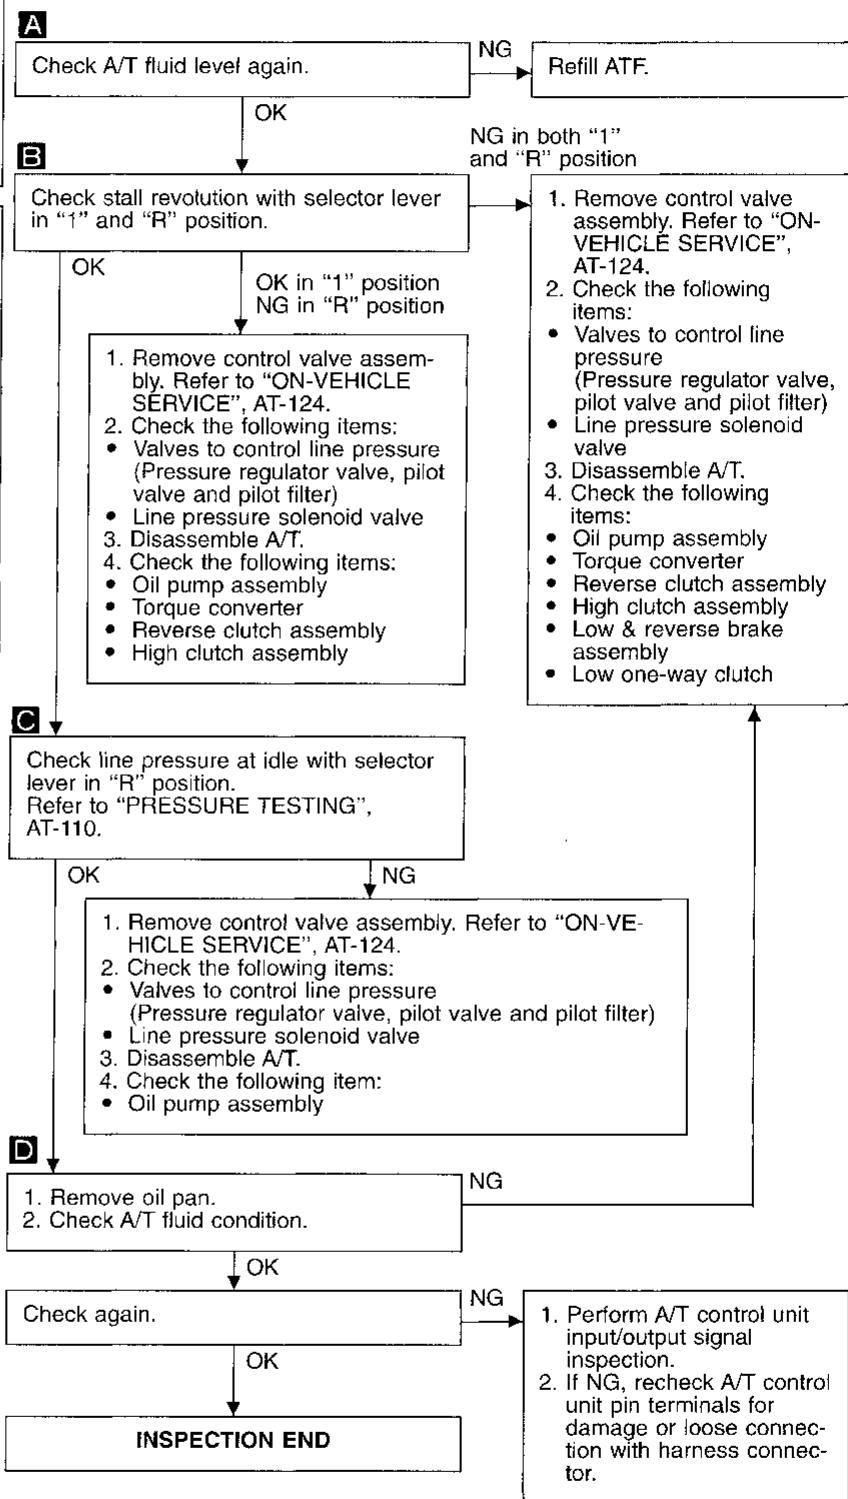 A
Check A/T fluid level again.
NG
Refill ATF.
OK
NG in both "1"
and "R" position
B
Check stall revolution with selector lever
in "1" and "R" position.
OK
OK in "1" position
NG in "R" position
1. Remove control valve assem-
bly. Refer to "ON-VEHICLE
SERVICE", AT-124.
2. Check the following items:
• Valves to control line pressure
(Pressure regulator valve, pilot
valve and pilot filter)
• Line pressure solenoid valve
3. Disassemble A/T.
4. Check the following items:
• Oil pump assembly
• Torque converter
• Reverse clutch assembly
• High clutch assembly
1. Remove control valve
assembly. Refer to "ON-
VEHICLE SERVICE",
AT-124.
2. Check the following
items:
• Valves to control line
pressure
(Pressure regulator valve,
pilot valve and pilot filter)
• Line pressure solenoid
valve
3. Disassemble A/T.
4. Check the following
items:
• Oil pump assembly
• Torque converter
• Reverse clutch assembly
• High clutch assembly
• Low & reverse brake
assembly
• Low one-way clutch
C
Check line pressure at idle with selector
lever in "R" position.
Refer to "PRESSURE TESTING",
AT-110.
OK
NG
1. Remove control valve assembly. Refer to "ON-VE-
HICLE SERVICE", AT-124.
2. Check the following items:
• Valves to control line pressure
(Pressure regulator valve, pilot valve and pilot filter)
• Line pressure solenoid valve
3. Disassemble A/T.
4. Check the following item:
• Oil pump assembly
D
1. Remove oil pan.
2. Check A/T fluid condition.
NG
OK
Check again.
NG
1. Perform A/T control unit
input/output signal
inspection.
2. If NG, recheck A/T control
unit pin terminals for
damage or loose connec-
tion with harness connec-
tor.
OK
INSPECTION END